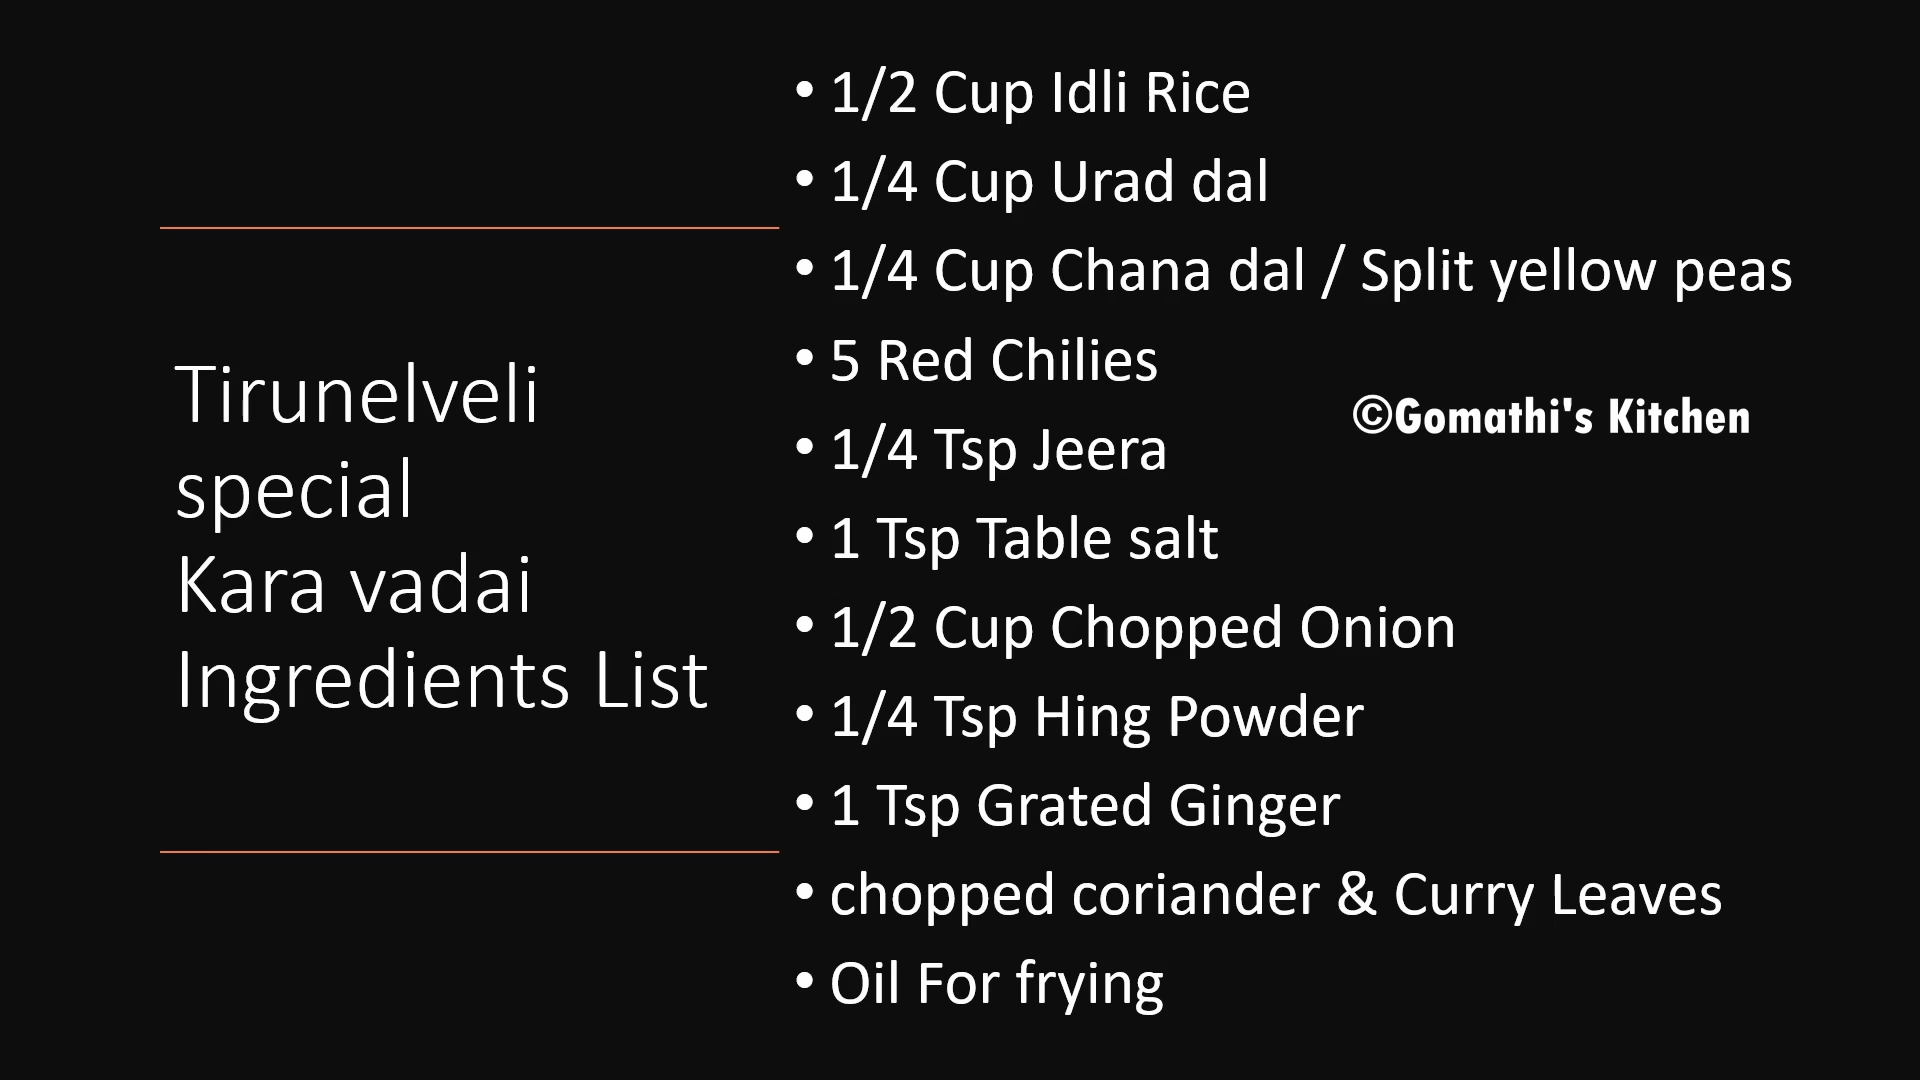 Tirunelveli
special
Kara vadai
Ingredients List
• 1/2 Cup Idli Rice
• 1/4 Cup Urad dal
• 1/4 Cup Chana dal / Split yellow peas
• 5 Red Chilies
• 1/4 Tsp Jeera
• 1 Tsp Table salt
• 1/2 Cup Chopped Onion
• 1/4 Tsp Hing Powder
• 1 Tsp Grated Ginger
• chopped coriander & Curry Leaves
• Oil For frying
©Gomathi's Kitchen